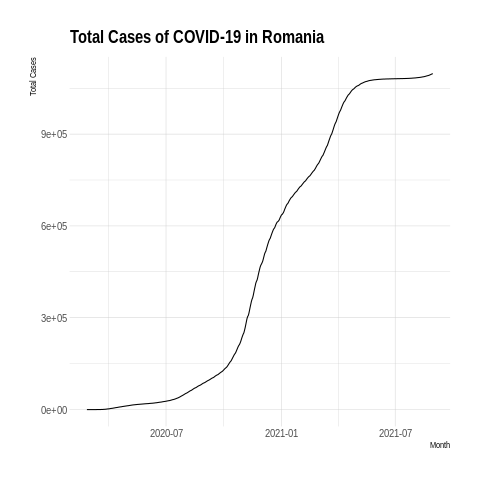 Total Cases of COVID-19 in Romania
Total Cases
9e+05
6e+05
3e+05
0e+00
2020-07
2021-01
2021-07
Month